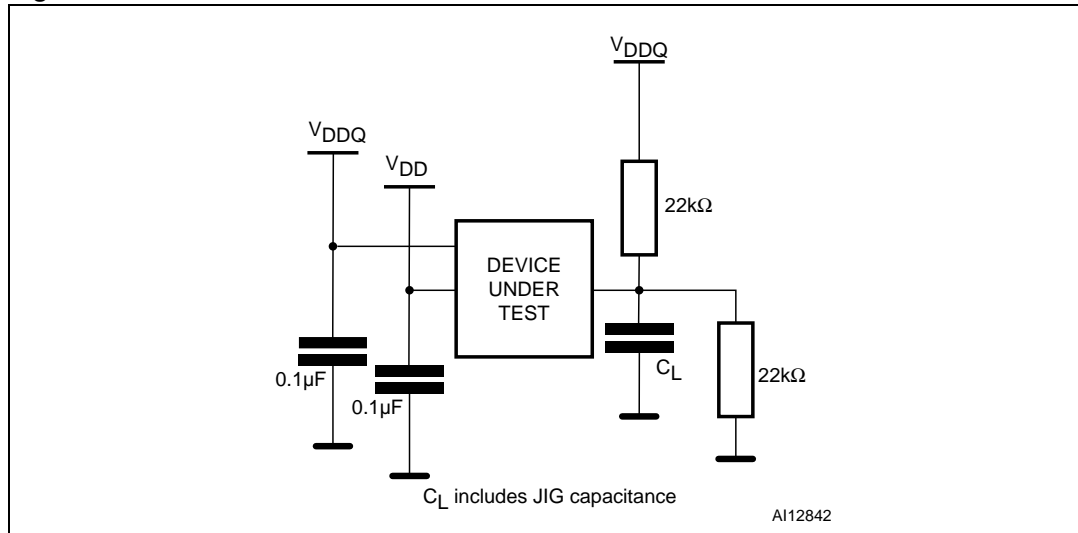 VDDQ
VDDQ
VDD
22kΩ
DEVICE
UNDER
TEST
CL
22kΩ
0.1µF
0.1µF
CL includes JIG capacitance
AI12842